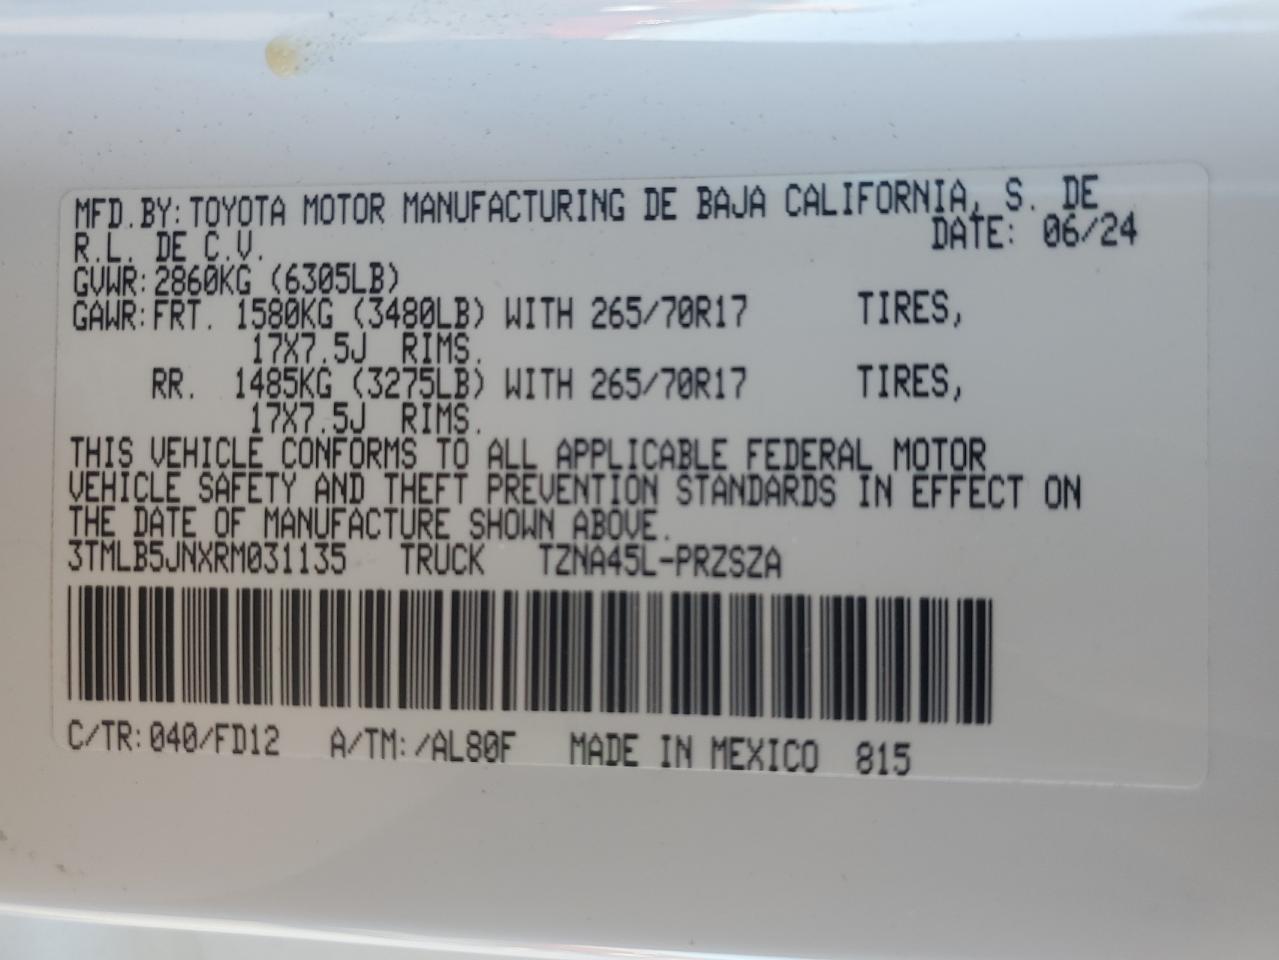 MFD.BY:TOYOTA MOTOR MANUFACTURING DE BAJA CALIFORNIA, S. DE
R.L. DE C.V. DATE: 06/24
GVWR:2860KG (6305LB)
GAWR:FRT. 1580KG (3480LB) WITH 265/70R17 TIRES,
17X7.5J RIMS.
RR. 1485KG (3275LB) WITH 265/70R17 TIRES,
17X7.5J RIMS.
THIS VEHICLE CONFORMS TO ALL APPLICABLE FEDERAL MOTOR
VEHICLE SAFETY AND THEFT PREVENTION STANDARDS IN EFFECT ON
THE DATE OF MANUFACTURE SHOWN ABOVE.
3TMLB5JNXRM031135 TRUCK TZNA45L-PRZSZA
C/TR:040/FD12 A/TM:/AL80F MADE IN MEXICO 815